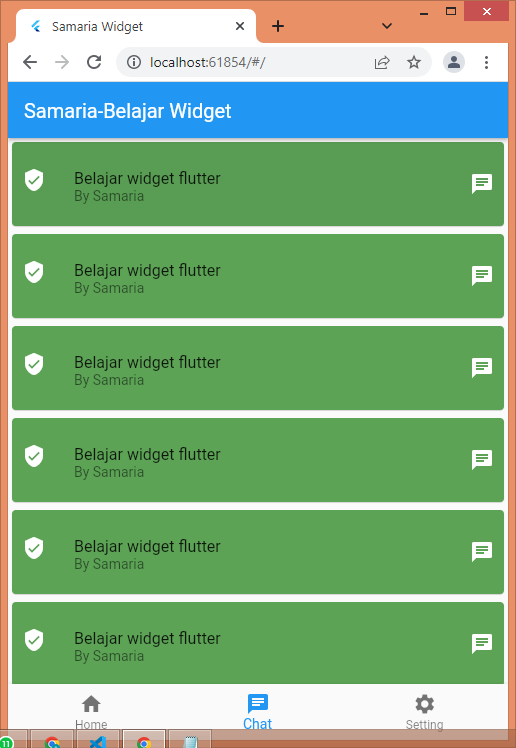 Samaria Widget
localhost:61854/#/
Samaria-Belajar Widget
Belajar widget flutter
By Samaria
Belajar widget flutter
By Samaria
Belajar widget flutter
By Samaria
Belajar widget flutter
By Samaria
Belajar widget flutter
By Samaria
Belajar widget flutter
By Samaria
Home
Chat
Setting
11